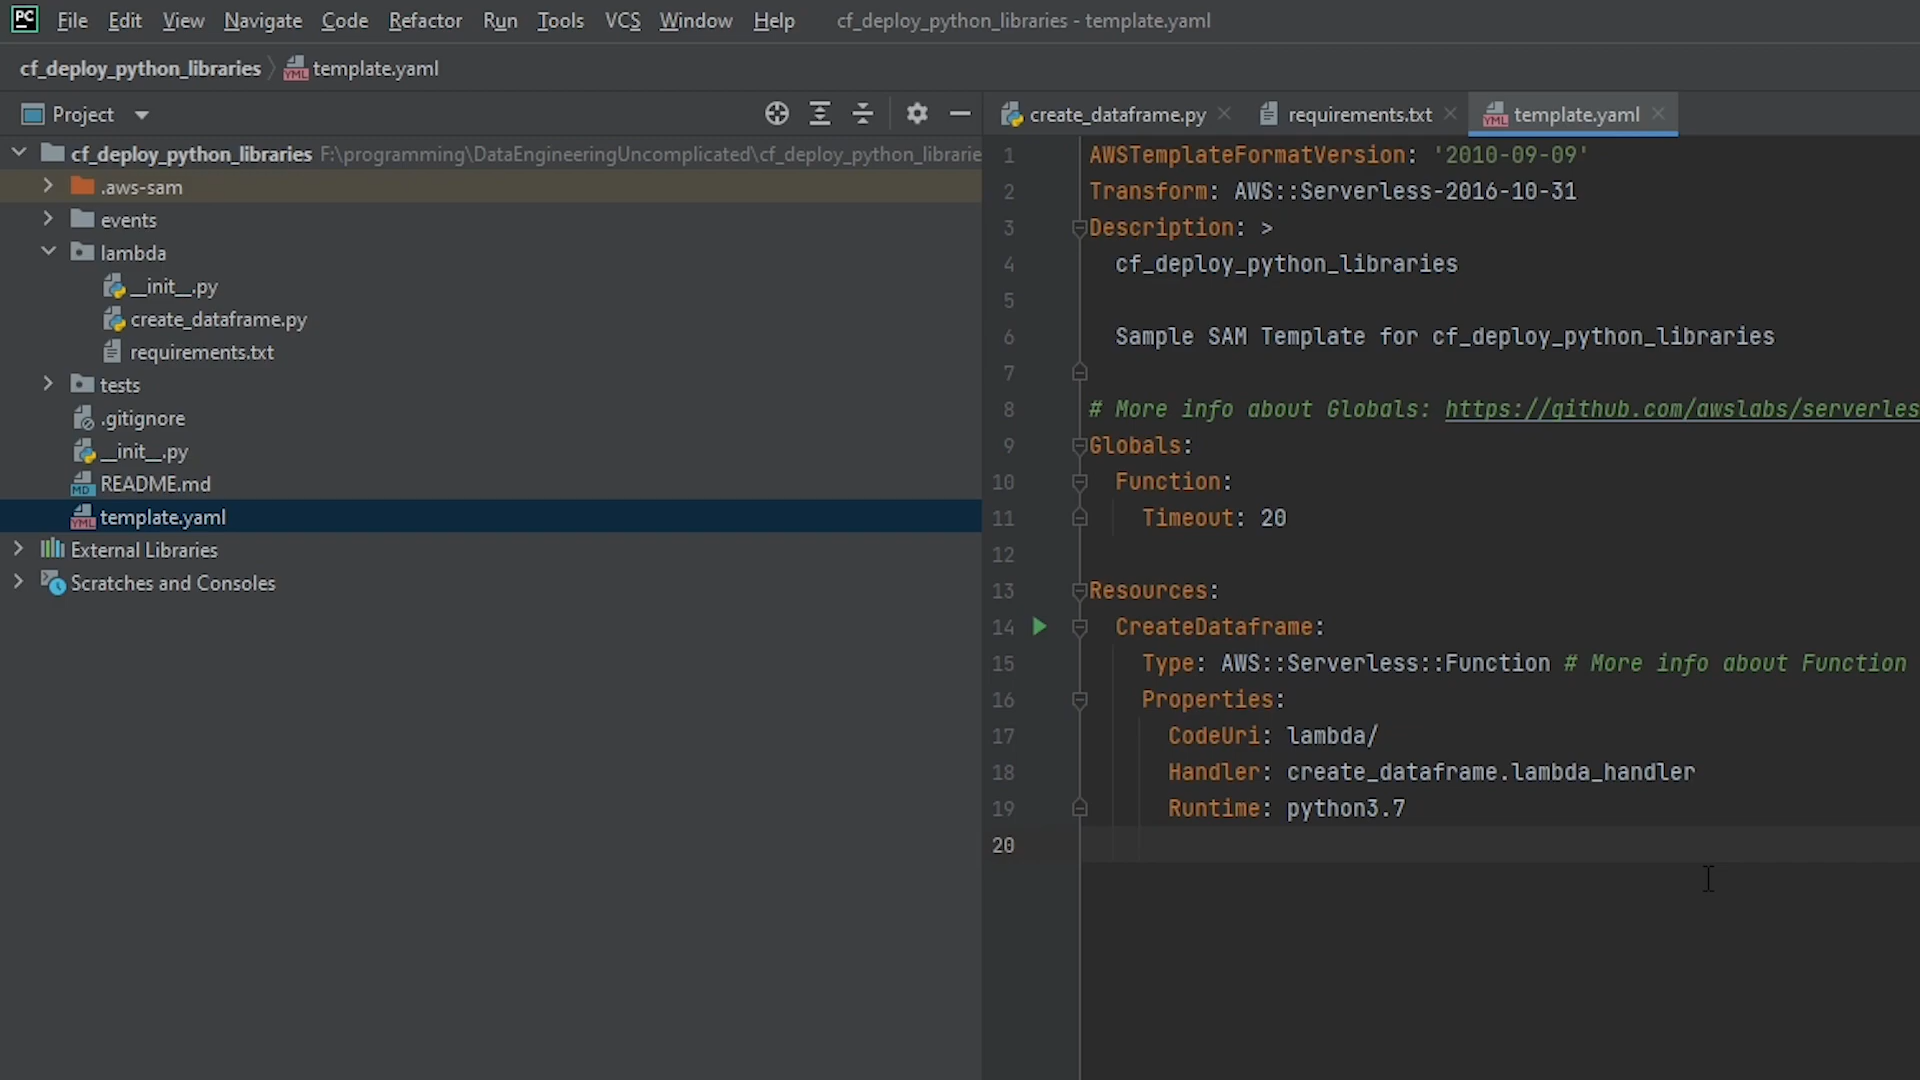 PC File Edit View Navigate Code Refactor Run Tools VCS Window Help cf_deploy_python_libraries - template.yaml
cf_deploy_python_libraries template.yaml
Project
cf_deploy_python_libraries F:\programming\DataEngineeringUncomplicated\cf_deploy_python_librarie
.aws-sam
events
lambda
__init__.py
create_dataframe.py
requirements.txt
tests
.gitignore
__init__.py
README.md
template.yaml
External Libraries
Scratches and Consoles
create_dataframe.py requirements.txt template.yaml
1 AWSTemplateFormatVersion: '2010-09-09'
2 Transform: AWS::Serverless-2016-10-31
3 Description: >
4 cf_deploy_python_libraries
5
6 Sample SAM Template for cf_deploy_python_libraries
7
8 # More info about Globals: https://github.com/awslabs/serverles
9 Globals:
10 Function:
11 Timeout: 20
12
13 Resources:
14 CreateDataframe:
15 Type: AWS::Serverless::Function # More info about Function
16 Properties:
17 CodeUri: lambda/
18 Handler: create_dataframe.lambda_handler
19 Runtime: python3.7
20